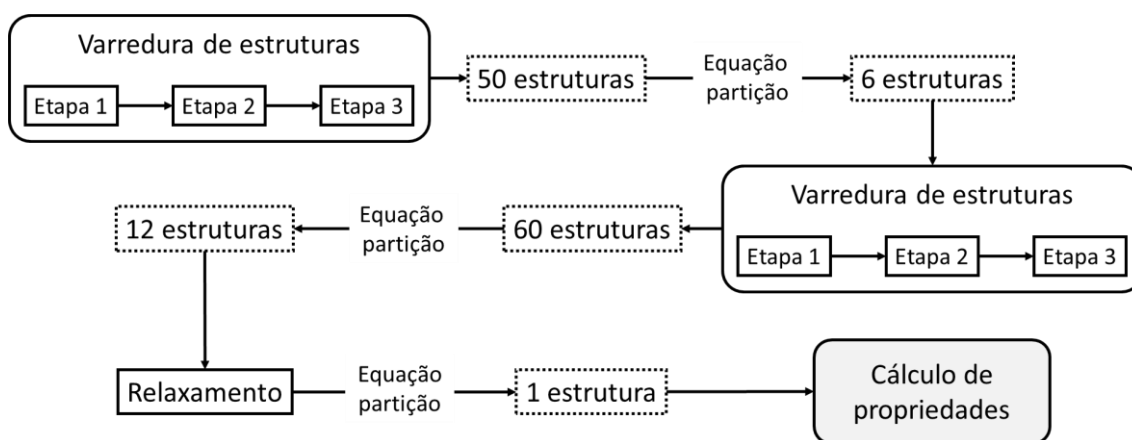 Varredura de estruturas
Etapa 1
Etapa 2
Etapa 3
50 estruturas
Equação
partição
6 estruturas
Varredura de estruturas
Etapa 1
Etapa 2
Etapa 3
60 estruturas
Equação
partição
12 estruturas
Relaxamento
Equação
partição
1 estrutura
Cálculo de
propriedades